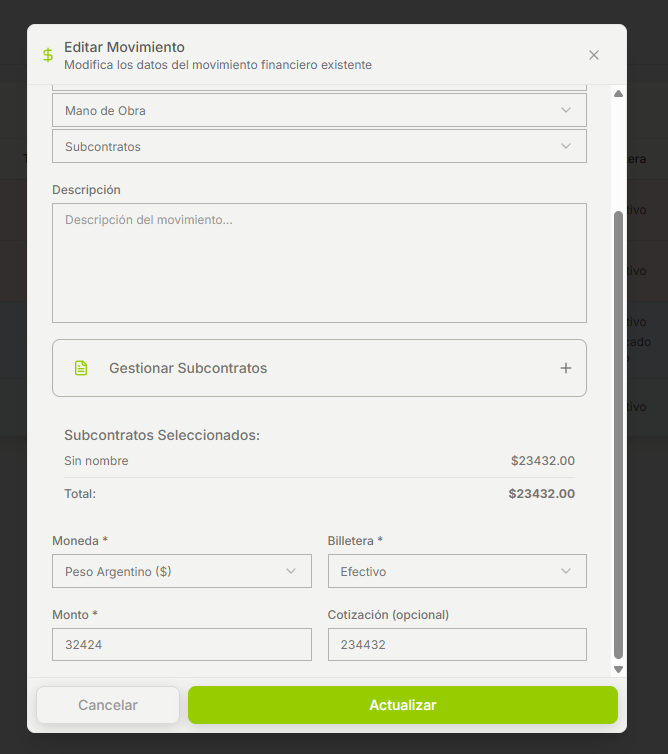 Editar Movimiento
Modifica los datos del movimiento financiero existente
Mano de Obra
Subcontratos
Descripción
Descripción del movimiento...
Gestionar Subcontratos
Subcontratos Seleccionados:
Sin nombre $23432.00
Total: $23432.00
Moneda * Billetera *
Peso Argentino ($) Efectivo
Monto * Cotización (opcional)
32424 234432
Cancelar Actualizar